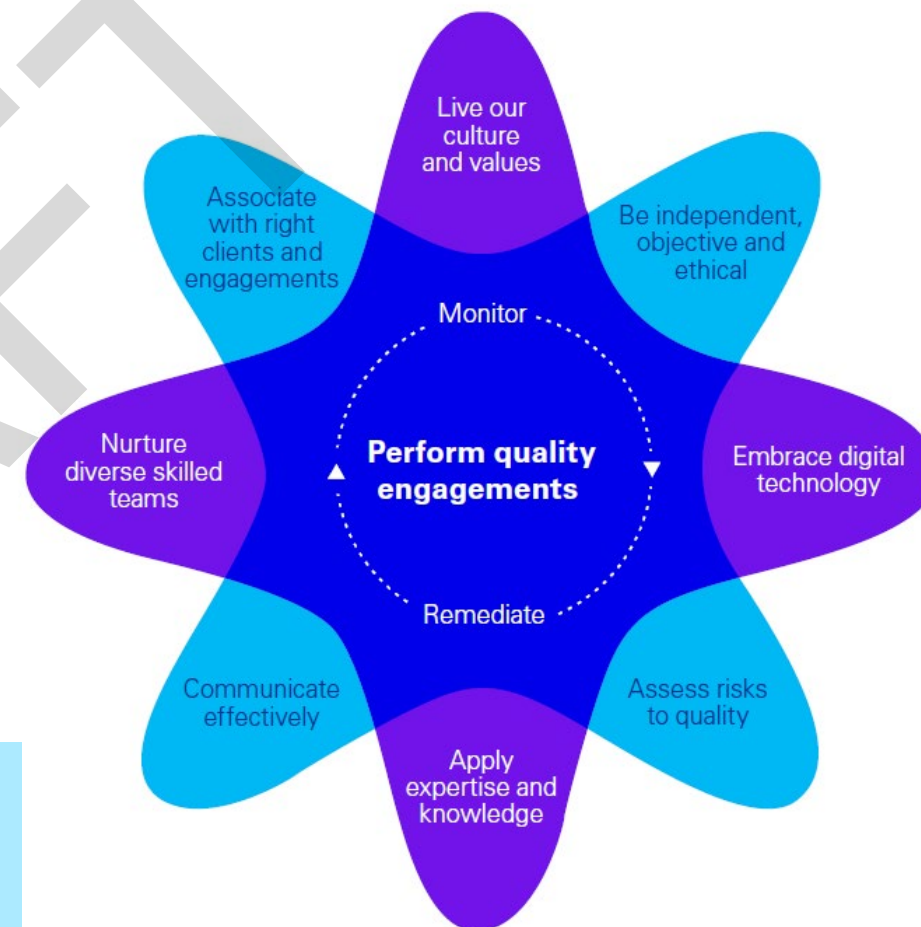 Live our
culture
and values
Be independent,
objective and
ethical
Embrace digital
technology
Assess risks
to quality
Apply
expertise and
knowledge
Communicate
effectively
Nurture
diverse skilled
teams
Associate
with right
clients and
engagements
Monitor
Perform quality
engagements
Remediate